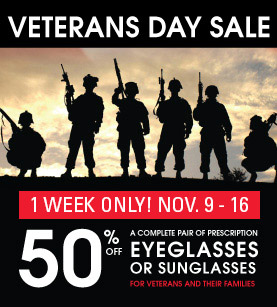 VETERANS DAY SALE
1 WEEK ONLY! NOV. 9 - 16
50% OFF
A COMPLETE PAIR OF PRESCRIPTION
EYEGLASSES
OR SUNGLASSES
FOR VETERANS AND THEIR FAMILIES